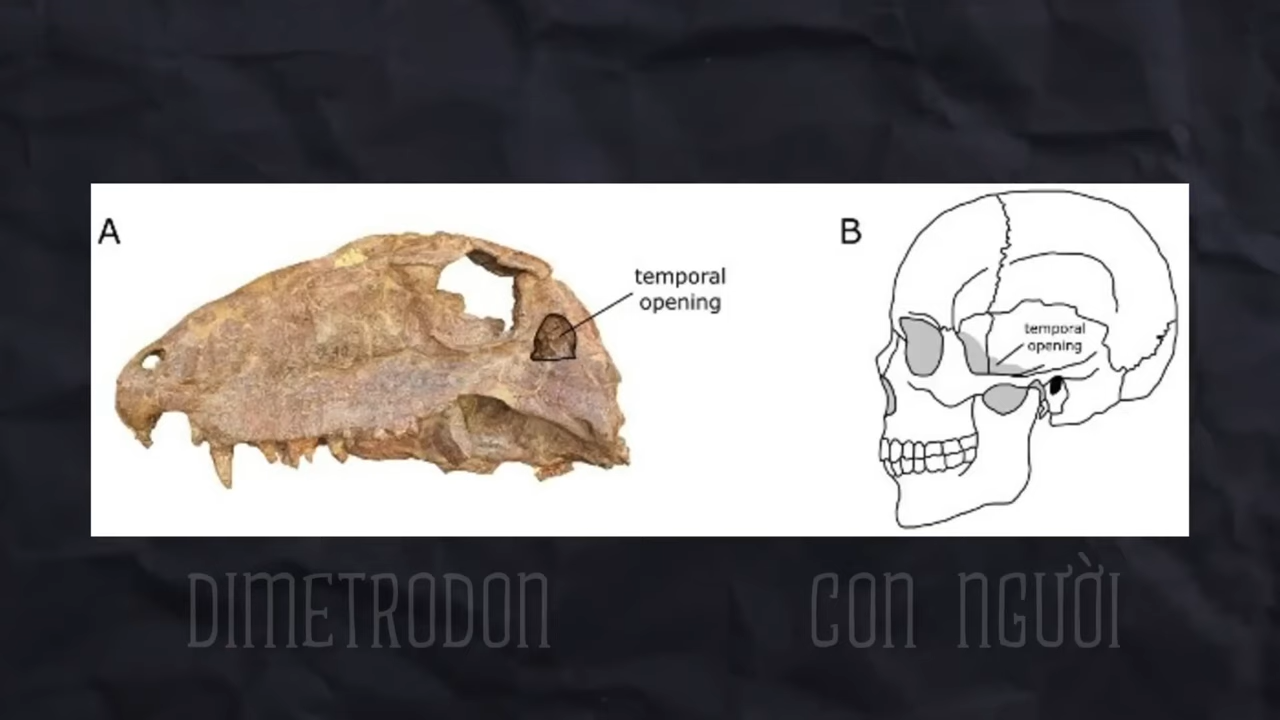 A
temporal
opening
B
temporal
opening
DIMETRODON
CON NGƯỜI